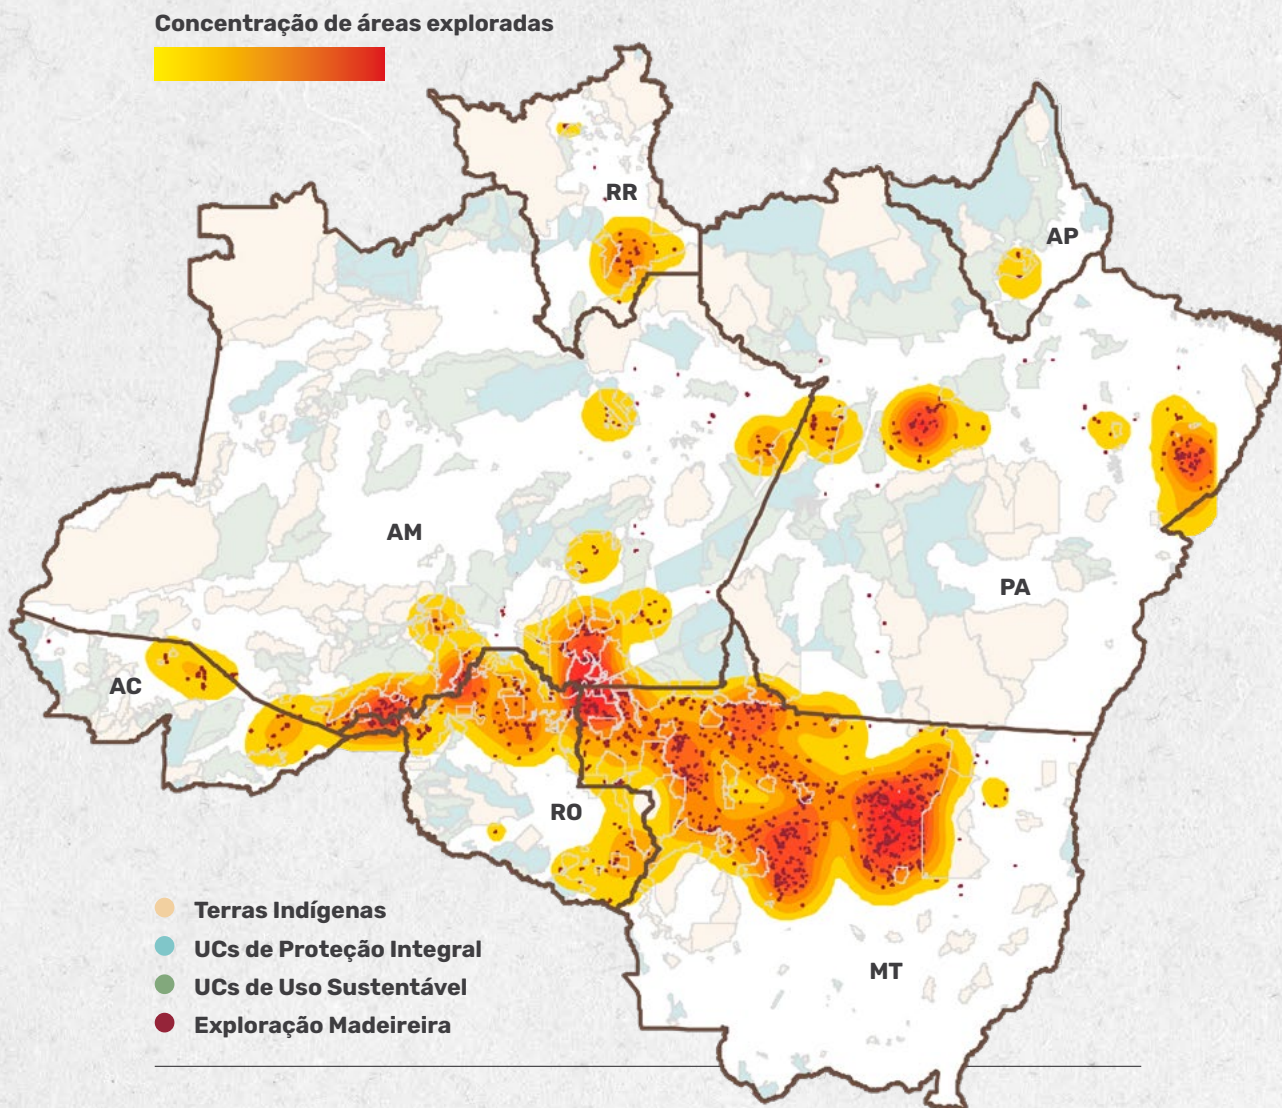 Concentração de áreas exploradas
RR
AP
AM
PA
AC
RO
MT
Terras Indígenas
UCs de Proteção Integral
UCs de Uso Sustentável
Exploração Madeireira